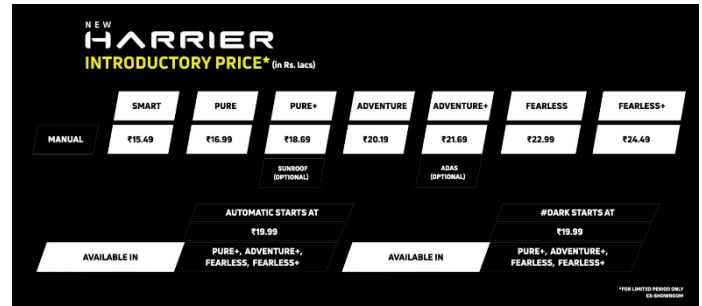 NEW
HARRIER
INTRODUCTORY PRICE* (in Rs. lacs)
SMART PURE PURE+ ADVENTURE ADVENTURE+ FEARLESS FEARLESS+
MANUAL ₹15.49 ₹16.99 ₹18.69 ₹20.19 ₹21.69 ₹22.99 ₹24.49
SUNROOF ADAS
(OPTIONAL) (OPTIONAL)
AUTOMATIC STARTS AT #DARK STARTS AT
₹19.99 ₹19.99
AVAILABLE IN PURE+, ADVENTURE+, AVAILABLE IN PURE+, ADVENTURE+,
FEARLESS, FEARLESS+ FEARLESS, FEARLESS+
*FOR LIMITED PERIOD ONLY
EX-SHOWROOM